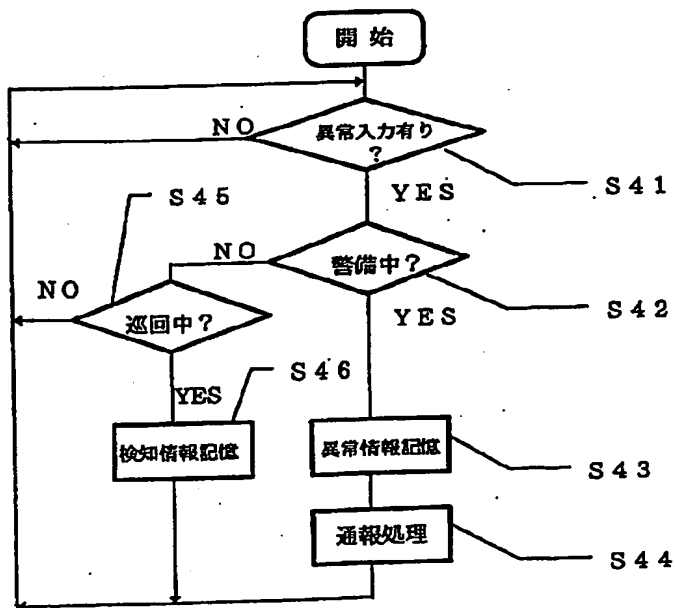 開始
異常入力有り
?
NO
YES
S41
S45
警備中?
NO
YES
S42
巡回中?
NO
YES
S46
検知情報記憶
異常情報記憶
S43
通報処理
S44